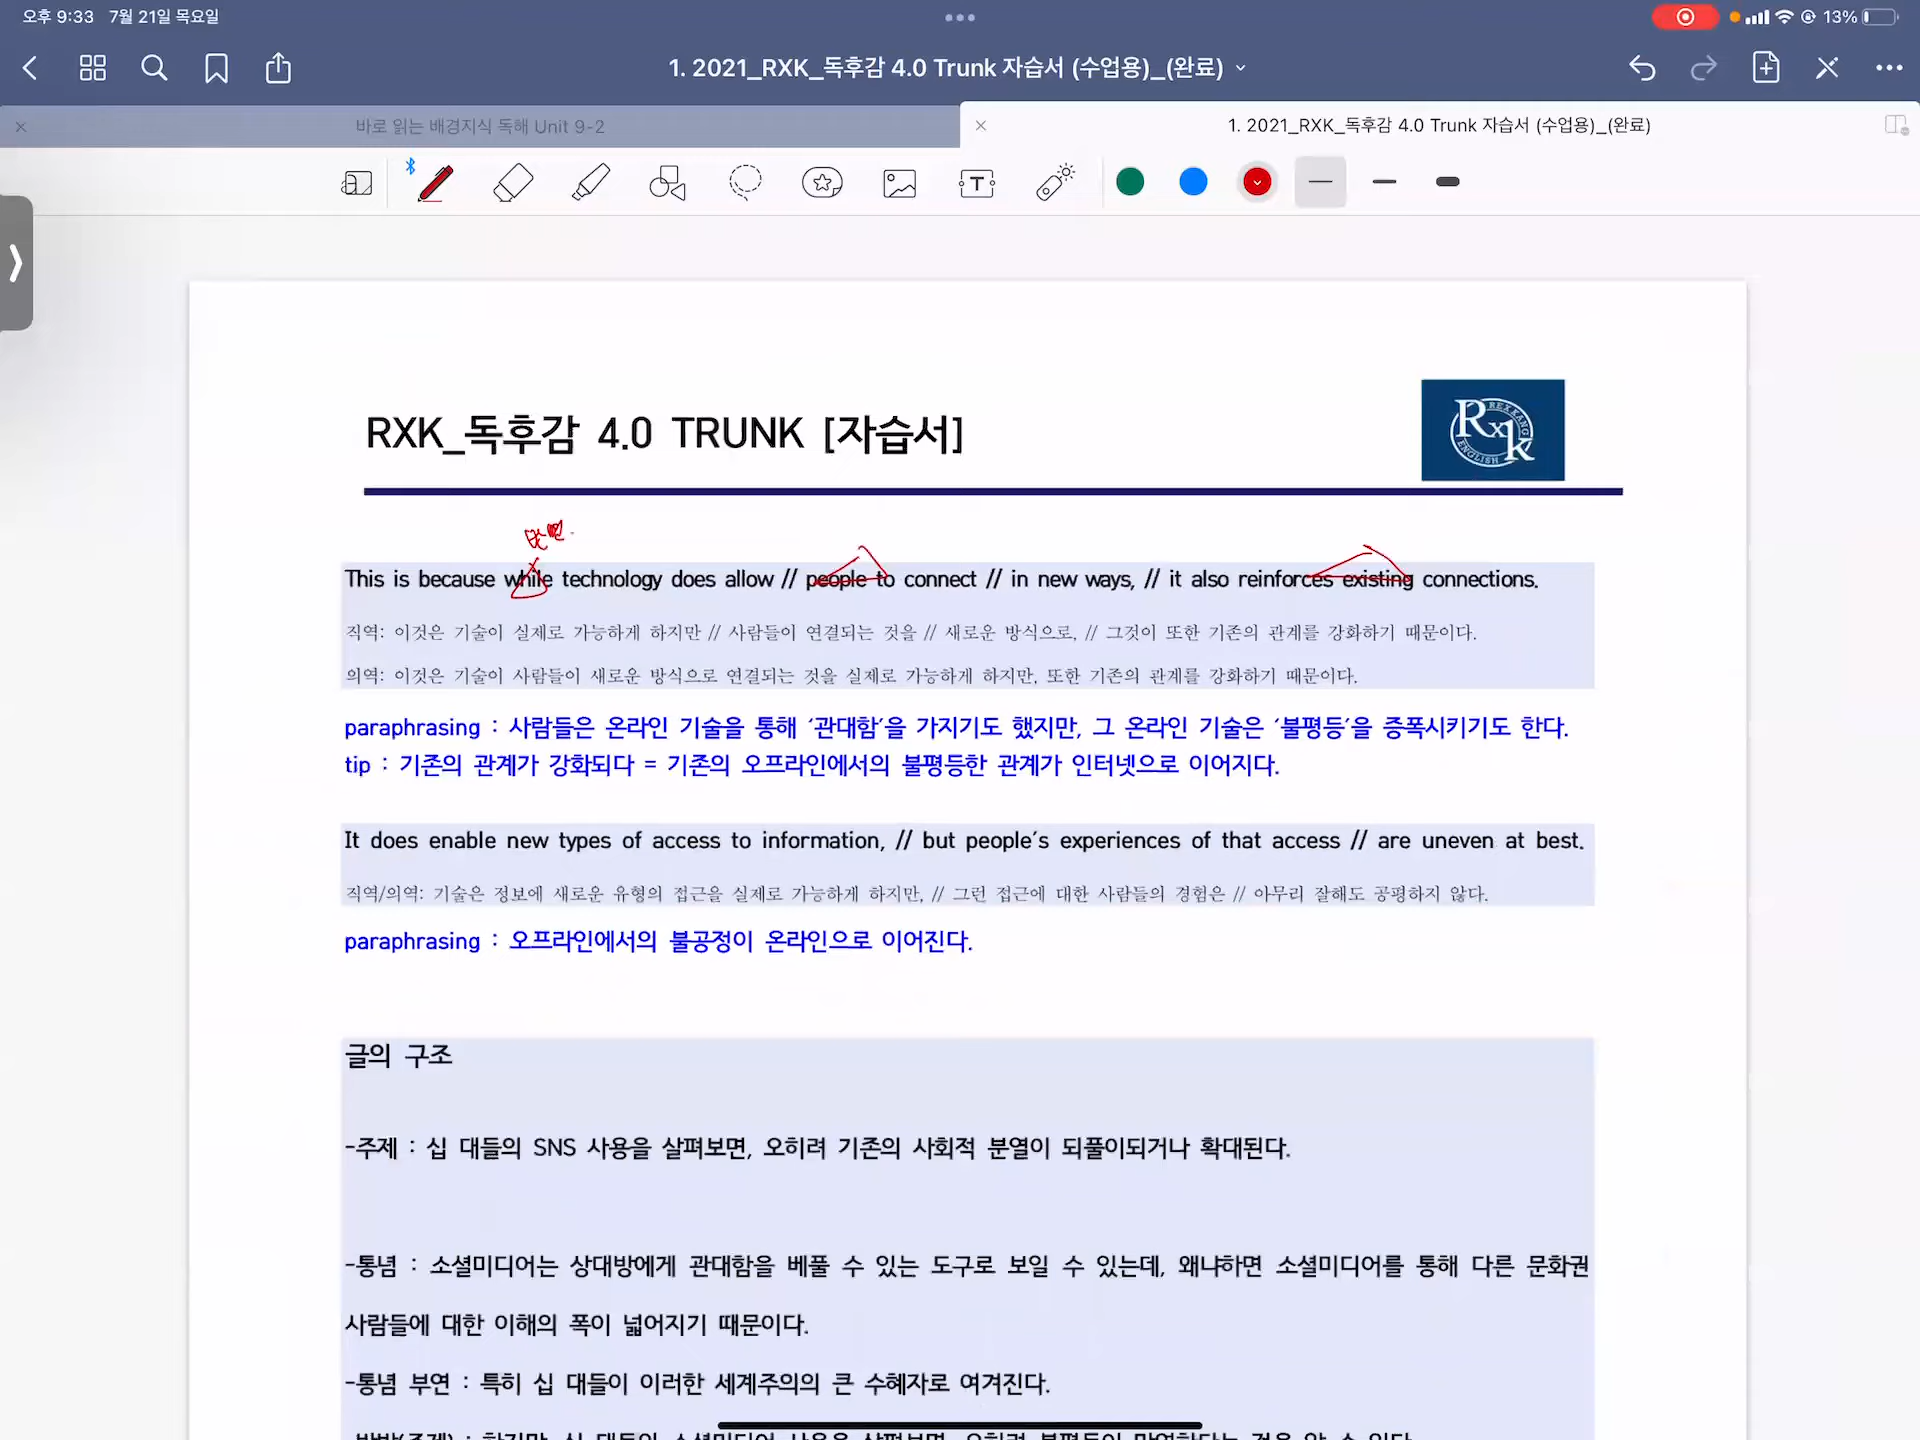 오후 9:33 7월 21일 목요일
13%
1. 2021_RXK_독후감 4.0 Trunk 자습서 (수업용)_(완료)
바로 읽는 배경지식 독해 Unit 9-2
1. 2021_RXK_독후감 4.0 Trunk 자습서 (수업용)_(완료)
RXK_독후감 4.0 TRUNK [자습서]
REX KANG
RxK
ENGLISH
This is because while technology does allow // people to connect // in new ways, // it also reinforces existing connections.
직역: 이것은 기술이 실제로 가능하게 하지만 // 사람들이 연결되는 것을 // 새로운 방식으로, // 그것이 또한 기존의 관계를 강화하기 때문이다.
의역: 이것은 기술이 사람들이 새로운 방식으로 연결되는 것을 실제로 가능하게 하지만, 또한 기존의 관계를 강화하기 때문이다.
paraphrasing : 사람들은 온라인 기술을 통해 ‘관대함’을 가지기도 했지만, 그 온라인 기술은 ‘불평등’을 증폭시키기도 한다.
tip : 기존의 관계가 강화되다 = 기존의 오프라인에서의 불평등한 관계가 인터넷으로 이어지다.
It does enable new types of access to information, // but people’s experiences of that access // are uneven at best.
직역/의역: 기술은 정보에 새로운 유형의 접근을 실제로 가능하게 하지만, // 그런 접근에 대한 사람들의 경험은 // 아무리 잘해도 공평하지 않다.
paraphrasing : 오프라인에서의 불공정이 온라인으로 이어진다.
글의 구조
-주제 : 십 대들의 SNS 사용을 살펴보면, 오히려 기존의 사회적 분열이 되풀이되거나 확대된다.
-통념 : 소셜미디어는 상대방에게 관대함을 베풀 수 있는 도구로 보일 수 있는데, 왜냐하면 소셜미디어를 통해 다른 문화권
사람들에 대한 이해의 폭이 넓어지기 때문이다.
-통념 부연 : 특히 십 대들이 이러한 세계주의의 큰 수혜자로 여겨진다.